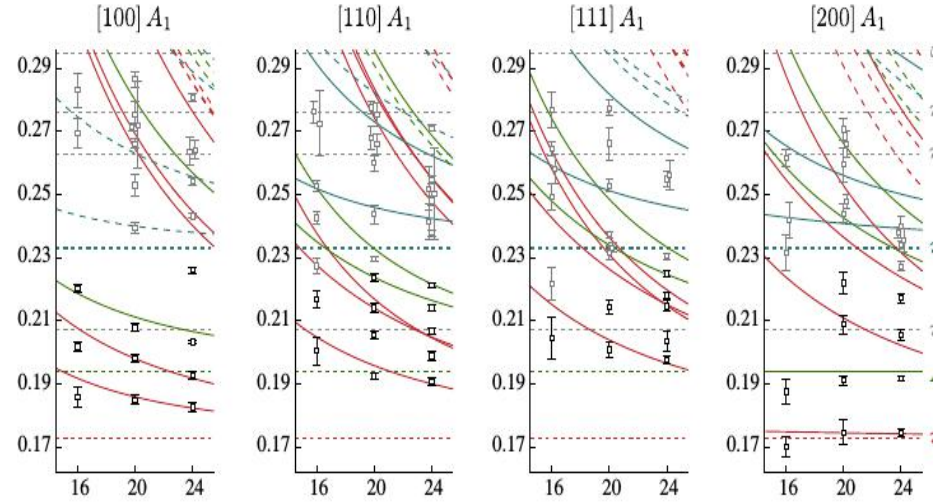 [100] A₁ [110] A₁ [111] A₁ [200] A₁
0.29 0.29 0.29 0.29
0.27 0.27 0.27 0.27
0.25 0.25 0.25 0.25
0.23 0.23 0.23 0.23
0.21 0.21 0.21 0.21
0.19 0.19 0.19 0.19
0.17 0.17 0.17 0.17
16 20 24 16 20 24 16 20 24 16 20 24